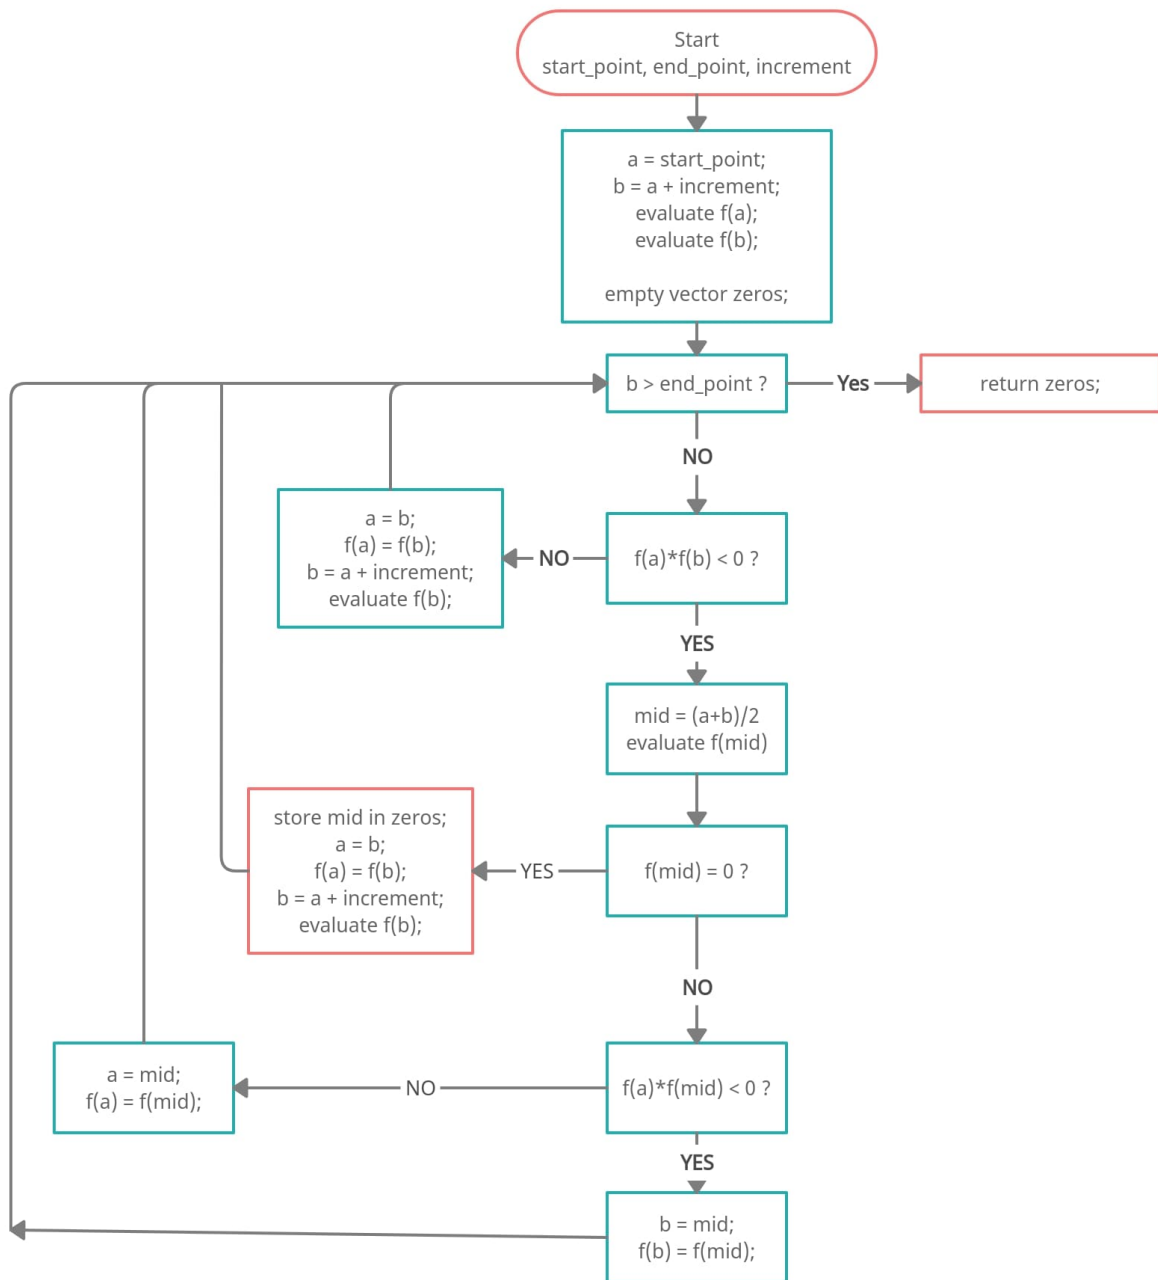 Start
start_point, end_point, increment
a = start_point;
b = a + increment;
evaluate f(a);
evaluate f(b);
empty vector zeros;
b > end_point ?
Yes
return zeros;
NO
a = b;
f(a) = f(b);
b = a + increment;
evaluate f(b);
NO
f(a)*f(b) < 0 ?
YES
mid = (a+b)/2
evaluate f(mid)
store mid in zeros;
a = b;
f(a) = f(b);
b = a + increment;
evaluate f(b);
YES
f(mid) = 0 ?
NO
a = mid;
f(a) = f(mid);
NO
f(a)*f(mid) < 0 ?
YES
b = mid;
f(b) = f(mid);